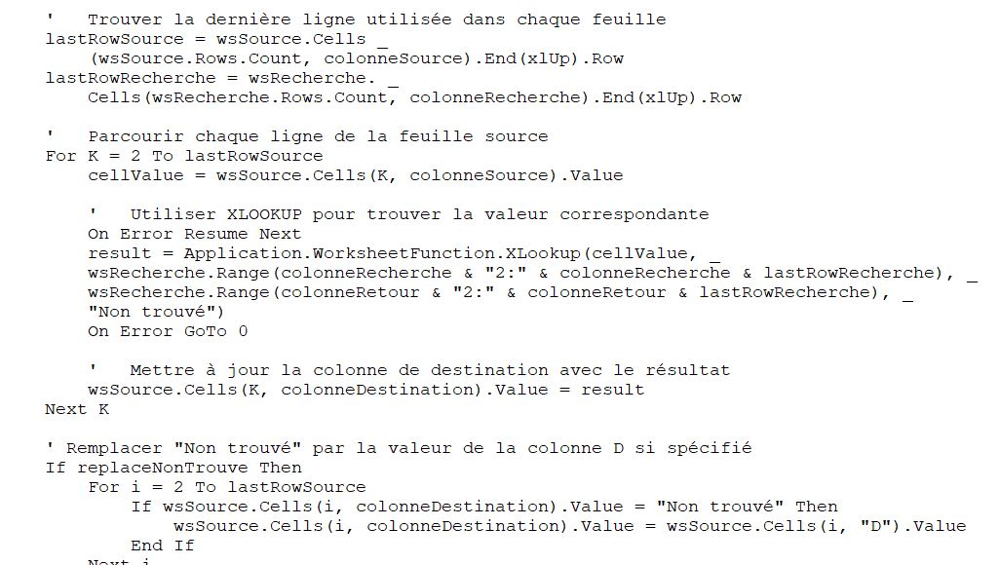 '   Trouver la dernière ligne utilisée dans chaque feuille
lastRowSource = wsSource.Cells _
    (wsSource.Rows.Count, colonneSource).End(xlUp).Row
lastRowRecherche = wsRecherche. _
    Cells(wsRecherche.Rows.Count, colonneRecherche).End(xlUp).Row

'   Parcourir chaque ligne de la feuille source
For K = 2 To lastRowSource
    cellValue = wsSource.Cells(K, colonneSource).Value

    '   Utiliser XLOOKUP pour trouver la valeur correspondante
    On Error Resume Next
    result = Application.WorksheetFunction.XLookup(cellValue, _
    wsRecherche.Range(colonneRecherche & "2:" & colonneRecherche & lastRowRecherche), _
    wsRecherche.Range(colonneRetour & "2:" & colonneRetour & lastRowRecherche), _
    "Non trouvé")
    On Error GoTo 0

    '   Mettre à jour la colonne de destination avec le résultat
    wsSource.Cells(K, colonneDestination).Value = result
Next K

' Remplacer "Non trouvé" par la valeur de la colonne D si spécifié
If replaceNonTrouve Then
    For i = 2 To lastRowSource
        If wsSource.Cells(i, colonneDestination).Value = "Non trouvé" Then
            wsSource.Cells(i, colonneDestination).Value = wsSource.Cells(i, "D").Value
        End If
    Next i